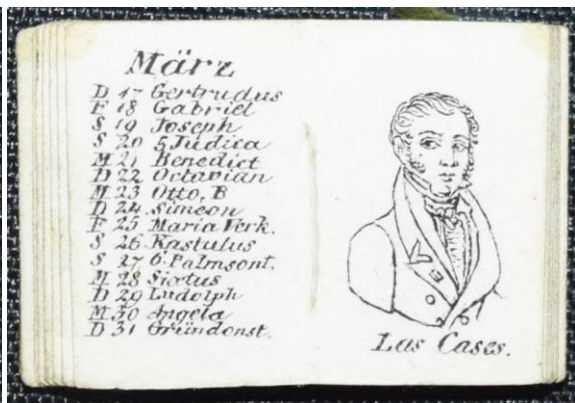 März
D 17 Gertrudus
F 18 Gabriel
S 19 Joseph
S 20 5 Judica
M 21 Benedict
D 22 Octavian
M 23 Otto, B
D 24 Simeon
F 25 Maria Verk.
S 26 Kastulus
S 27 6. Palmsont.
M 28 Sixtus
D 29 Ludolph
M 30 Angela
D 31 Gründonst.
Las Cases.